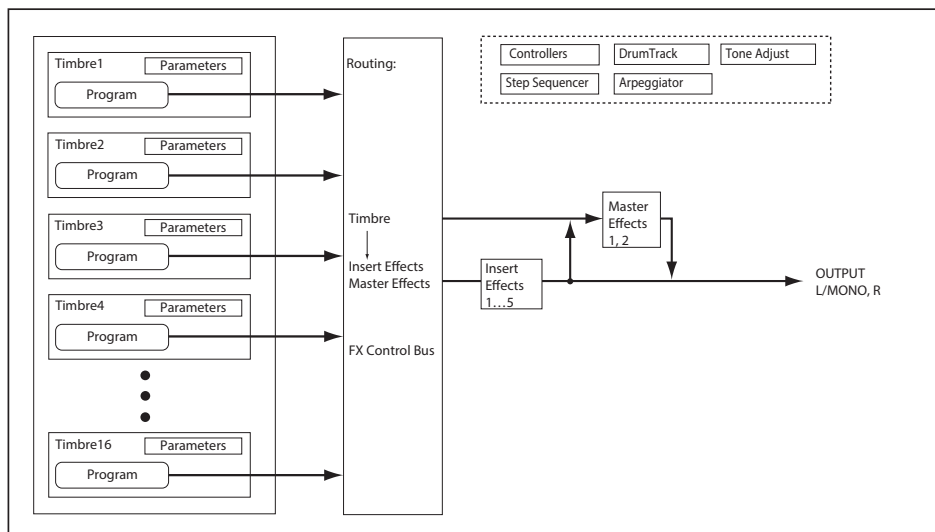 Timbre1
Parameters
Program
Timbre2
Parameters
Program
Timbre3
Parameters
Program
Timbre4
Parameters
Program
Timbre16
Parameters
Program
Routing:
Timbre
Insert Effects
Master Effects
FX Control Bus
Controllers
DrumTrack
Tone Adjust
Step Sequencer
Arpeggiator
Master
Effects
1, 2
Insert
Effects
1...5
OUTPUT
L/MONO, R